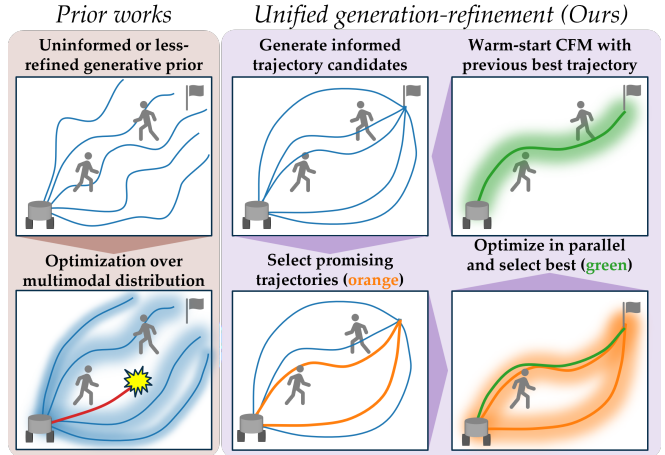 Prior works
Unified generation-refinement (Ours)
Uninformed or less-
refined generative prior
Generate informed
trajectory candidates
Warm-start CFM with
previous best trajectory
Optimization over
multimodal distribution
Select promising
trajectories (orange)
Optimize in parallel
and select best (green)